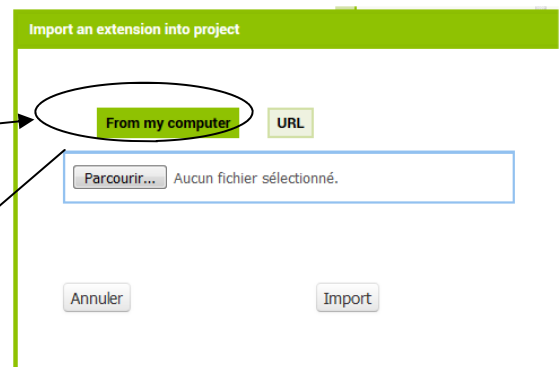 Import an extension into project
From my computer URL
Parcourir... Aucun fichier sélectionné.
Annuler Import